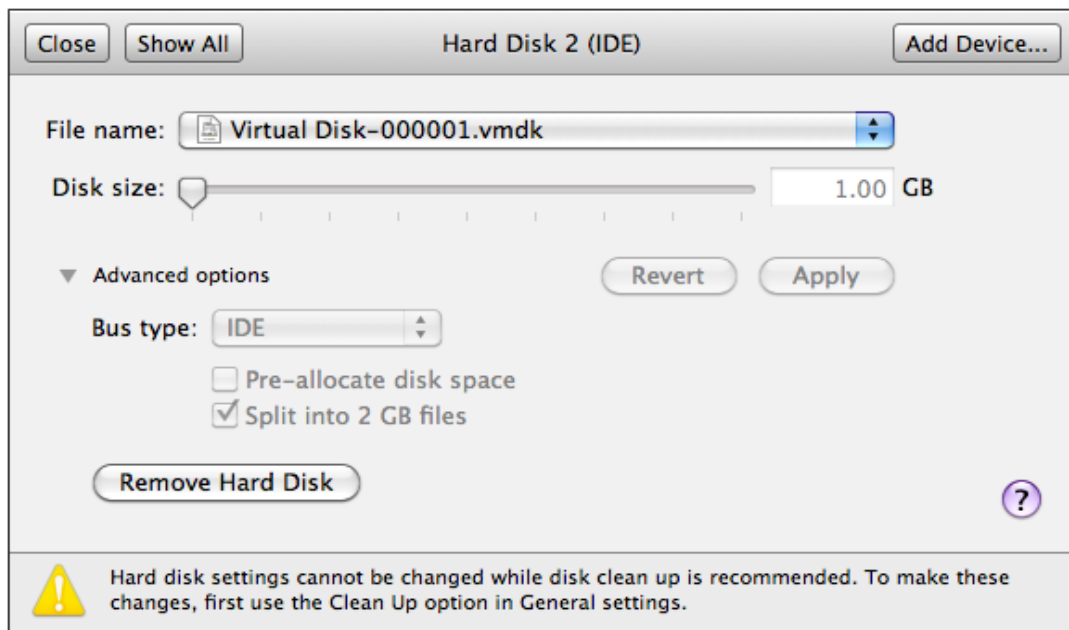 Close Show All Hard Disk 2 (IDE) Add Device...
File name: Virtual Disk-000001.vmdk
Disk size: 1.00 GB
Advanced options Revert Apply
Bus type: IDE
Pre-allocate disk space
Split into 2 GB files
Remove Hard Disk
?
Hard disk settings cannot be changed while disk clean up is recommended. To make these
changes, first use the Clean Up option in General settings.